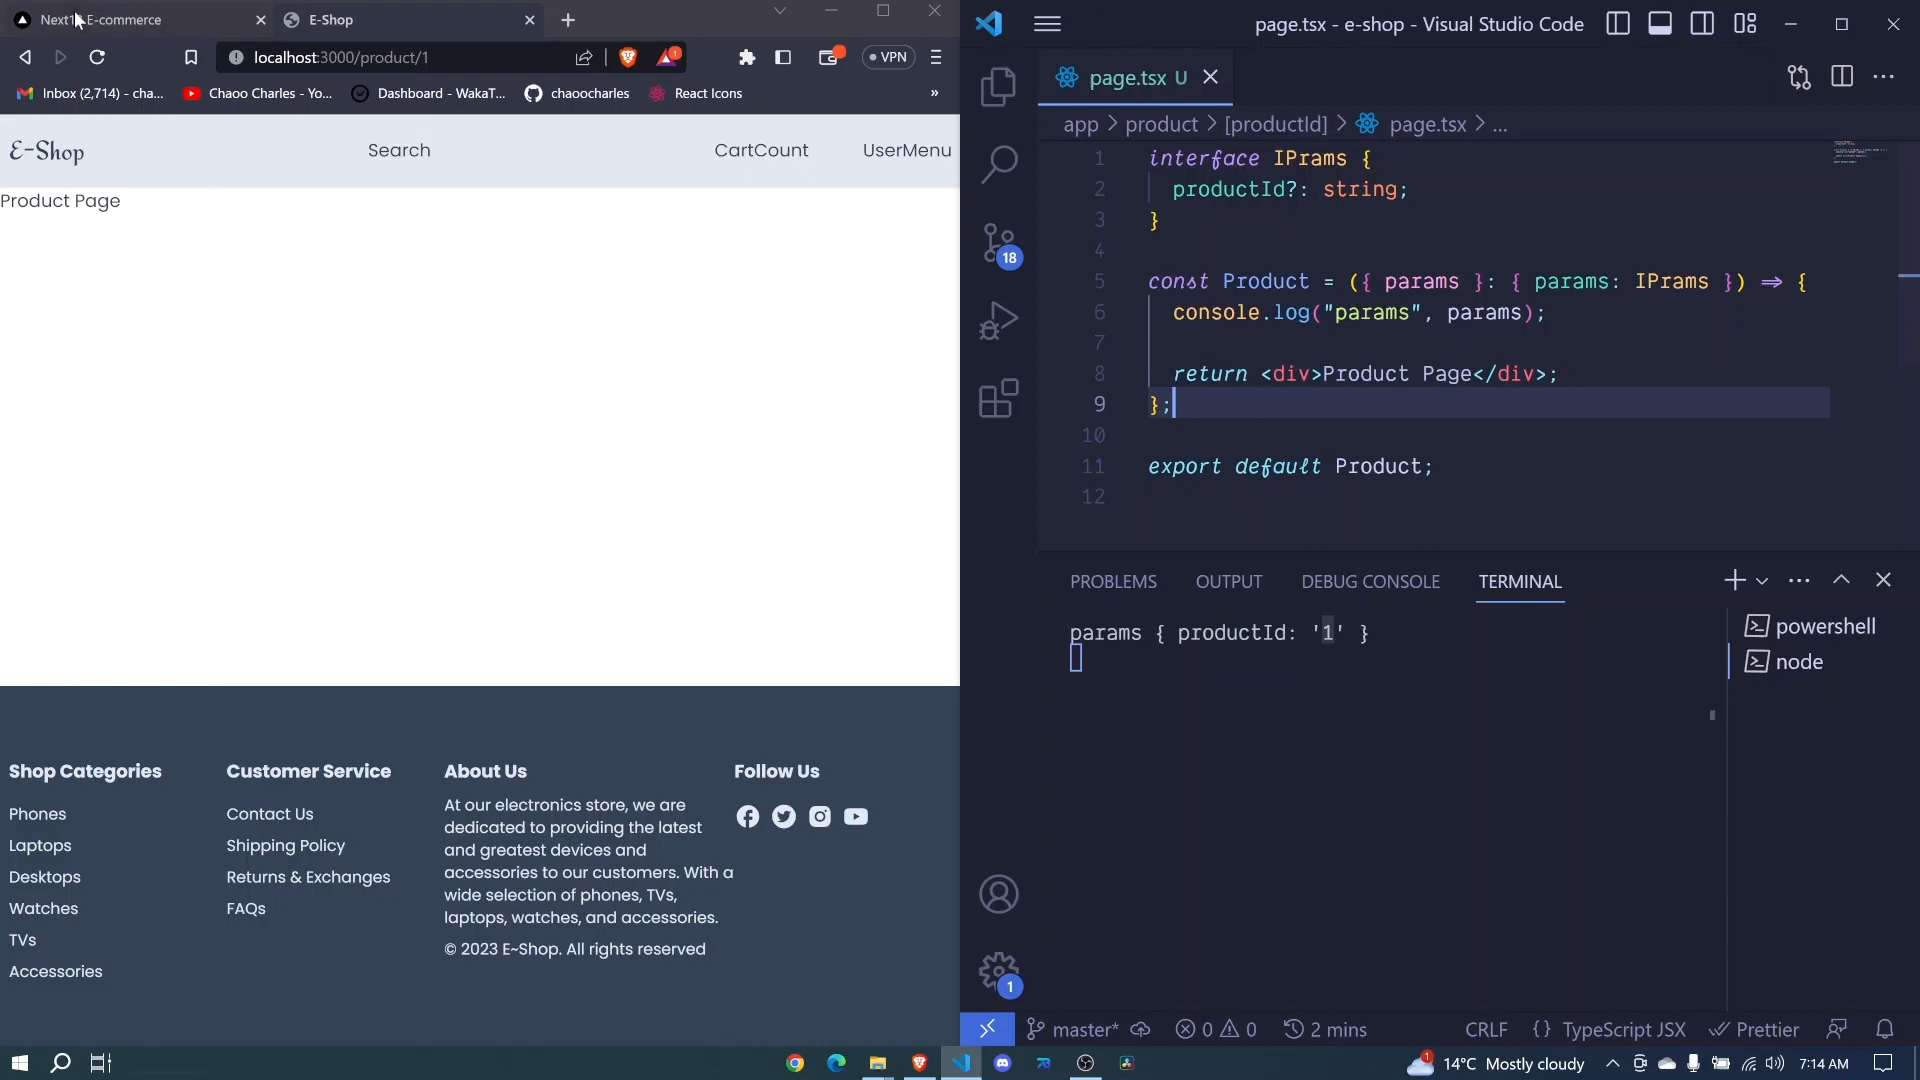 Next13 E-commerce
E-Shop
localhost:3000/product/1
1
VPN
Inbox (2,714) - cha...
Chaoo Charles - Yo...
Dashboard - WakaT...
chaoocharles
React Icons
»
E~Shop
Search
CartCount
UserMenu
Product Page
Shop Categories
Phones
Laptops
Desktops
Watches
TVs
Accessories
Customer Service
Contact Us
Shipping Policy
Returns & Exchanges
FAQs
About Us
At our electronics store, we are
dedicated to providing the latest
and greatest devices and
accessories to our customers. With a
wide selection of phones, TVs,
laptops, watches, and accessories.
© 2023 E~Shop. All rights reserved
Follow Us
page.tsx - e-shop - Visual Studio Code
page.tsx U
app > product > [productId] > page.tsx > ...
18
1 interface IPrams {
2 productId?: string;
3 }
4
5 const Product = ({ params }: { params: IPrams }) => {
6 console.log("params", params);
7
8 return <div>Product Page</div>;
9 };
10
11 export default Product;
12
PROBLEMS
OUTPUT
DEBUG CONSOLE
TERMINAL
params { productId: '1' }
powershell
node
1
master*
0
0
2 mins
CRLF
{} TypeScript JSX
Prettier
1
14°C Mostly cloudy
7:14 AM